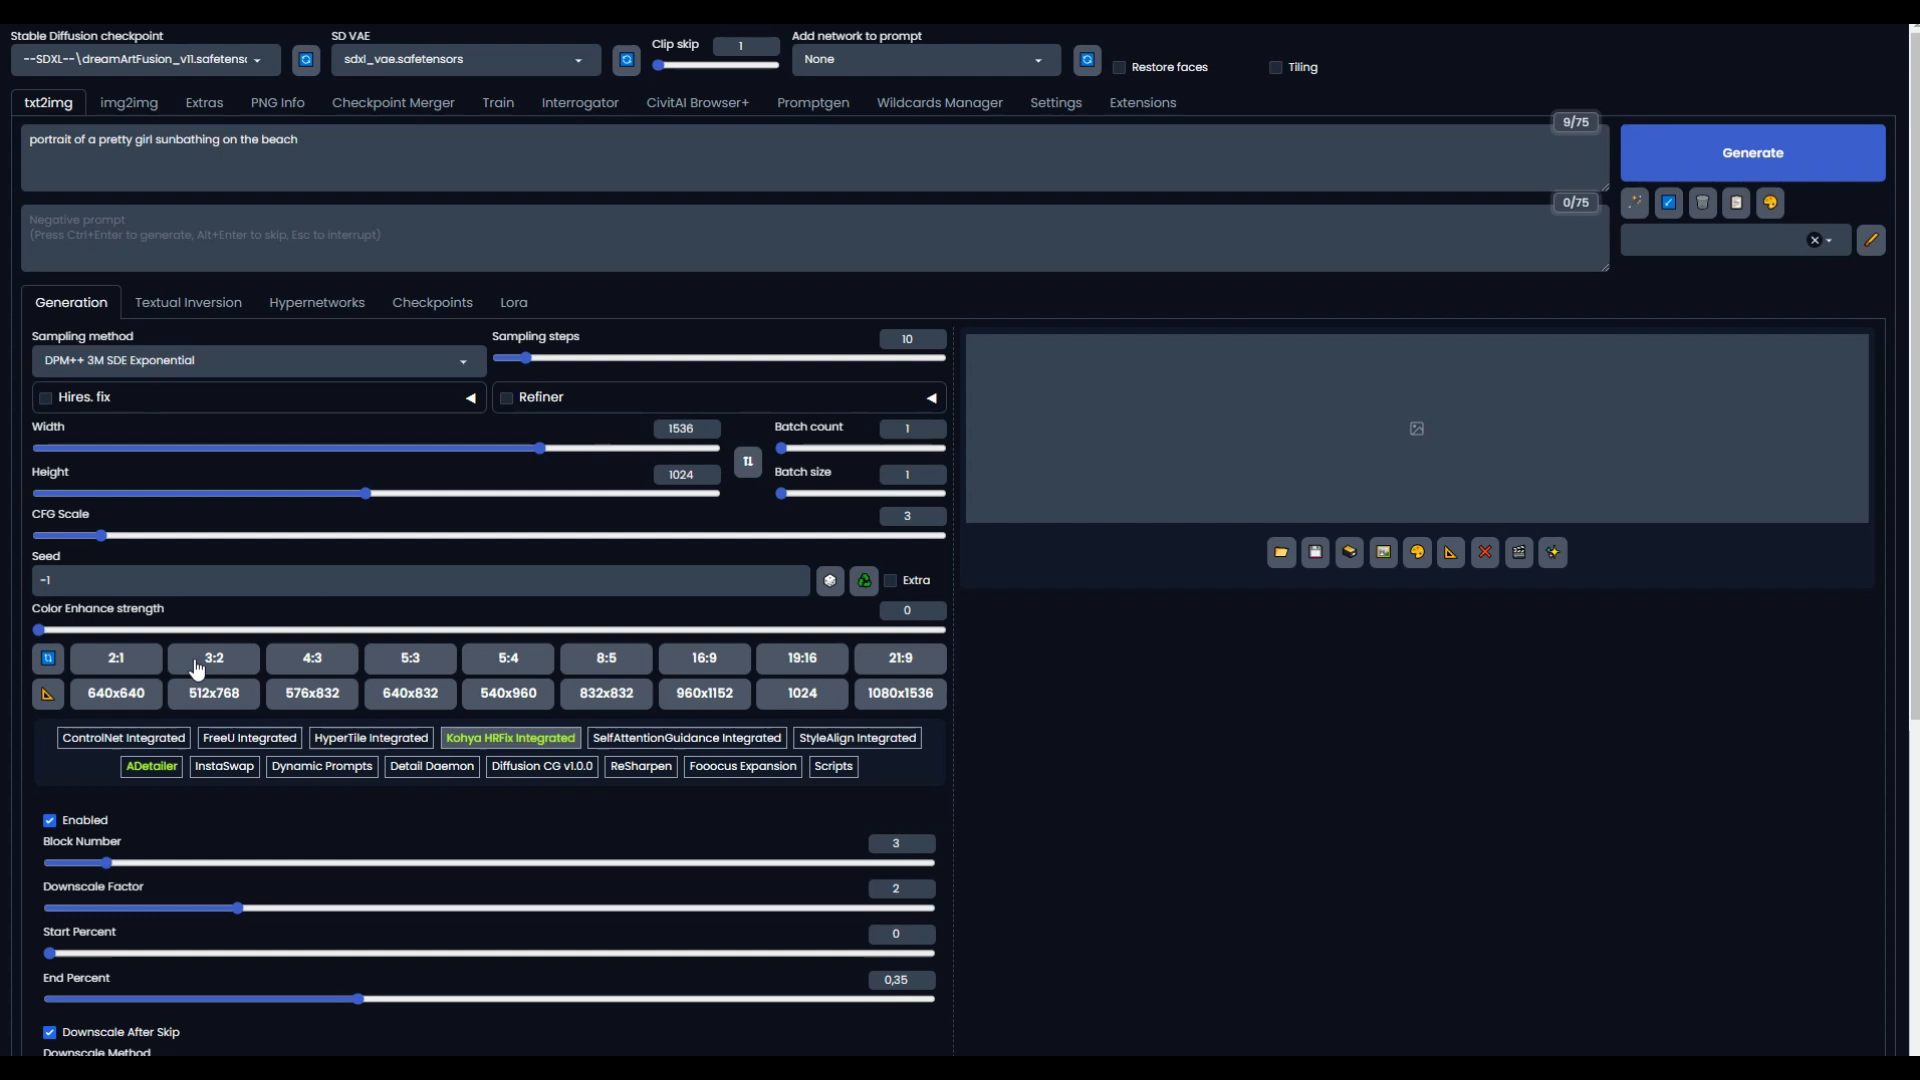 Stable Diffusion checkpoint
--SDXL--\dreamArtFusion_v11.safetensc
SD VAE
sdxl_vae.safetensors
Clip skip
1
Add network to prompt
None
Restore faces
Tiling
txt2img
img2img
Extras
PNG Info
Checkpoint Merger
Train
Interrogator
CivitAI Browser+
Promptgen
Wildcards Manager
Settings
Extensions
portrait of a pretty girl sunbathing on the beach
9/75
Generate
Negative prompt
(Press Ctrl+Enter to generate, Alt+Enter to skip, Esc to interrupt)
0/75
Generation
Textual Inversion
Hypernetworks
Checkpoints
Lora
Sampling method
DPM++ 3M SDE Exponential
Sampling steps
10
Hires. fix
Refiner
Width
1536
Batch count
1
Height
1024
Batch size
1
CFG Scale
3
Seed
-1
Extra
Color Enhance strength
0
2:1
3:2
4:3
5:3
5:4
8:5
16:9
19:16
21:9
640x640
512x768
576x832
640x832
540x960
832x832
960x1152
1024
1080x1536
ControlNet Integrated
FreeU Integrated
HyperTile Integrated
Kohya HRFix Integrated
SelfAttentionGuidance Integrated
StyleAlign Integrated
ADetailer
InstaSwap
Dynamic Prompts
Detail Daemon
Diffusion CG v1.0.0
ReSharpen
Fooocus Expansion
Scripts
Enabled
Block Number
3
Downscale Factor
2
Start Percent
0
End Percent
0,35
Downscale After Skip
Downscale Method